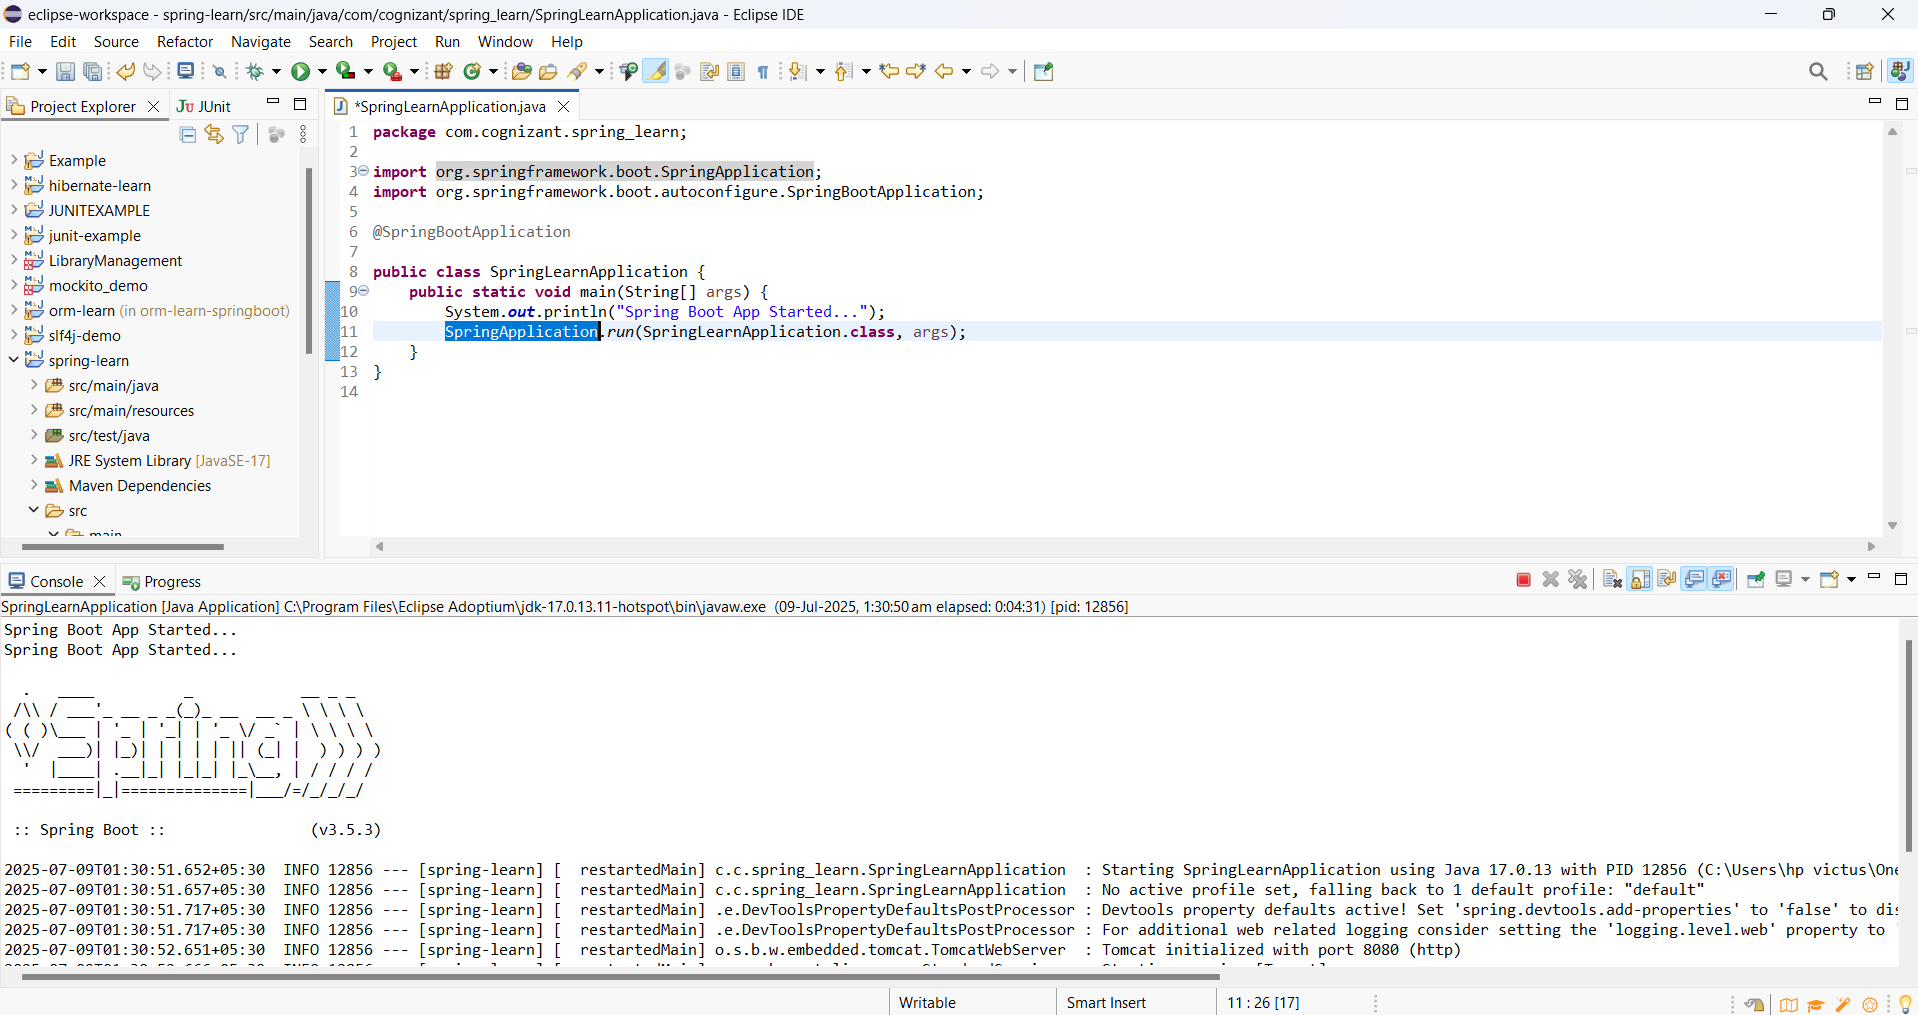 eclipse-workspace - spring-learn/src/main/java/com/cognizant/spring_learn/SpringLearnApplication.java - Eclipse IDE
File Edit Source Refactor Navigate Search Project Run Window Help
Project Explorer JUnit
Example
hibernate-learn
JUNITEXAMPLE
junit-example
LibraryManagement
mockito_demo
orm-learn (in orm-learn-springboot)
slf4j-demo
spring-learn
src/main/java
src/main/resources
src/test/java
JRE System Library [JavaSE-17]
Maven Dependencies
src
main
*SpringLearnApplication.java
1 package com.cognizant.spring_learn;
2
3 import org.springframework.boot.SpringApplication;
4 import org.springframework.boot.autoconfigure.SpringBootApplication;
5
6 @SpringBootApplication
7
8 public class SpringLearnApplication {
9 public static void main(String[] args) {
10 System.out.println("Spring Boot App Started...");
11 SpringApplication.run(SpringLearnApplication.class, args);
12 }
13 }
14
Console Progress
SpringLearnApplication [Java Application] C:\Program Files\Eclipse Adoptium\jdk-17.0.13.11-hotspot\bin\javaw.exe (09-Jul-2025, 1:30:50 am elapsed: 0:04:31) [pid: 12856]
Spring Boot App Started...
Spring Boot App Started...
Spring
:: Spring Boot :: (v3.5.3)
2025-07-09T01:30:51.652+05:30 INFO 12856 --- [spring-learn] [ restartedMain] c.c.spring_learn.SpringLearnApplication : Starting SpringLearnApplication using Java 17.0.13 with PID 12856 (C:\Users\hp victus\One
2025-07-09T01:30:51.657+05:30 INFO 12856 --- [spring-learn] [ restartedMain] c.c.spring_learn.SpringLearnApplication : No active profile set, falling back to 1 default profile: "default"
2025-07-09T01:30:51.717+05:30 INFO 12856 --- [spring-learn] [ restartedMain] .e.DevToolsPropertyDefaultsPostProcessor : Devtools property defaults active! Set 'spring.devtools.add-properties' to 'false' to dis
2025-07-09T01:30:51.717+05:30 INFO 12856 --- [spring-learn] [ restartedMain] .e.DevToolsPropertyDefaultsPostProcessor : For additional web related logging consider setting the 'logging.level.web' property to '
2025-07-09T01:30:52.651+05:30 INFO 12856 --- [spring-learn] [ restartedMain] o.s.b.w.embedded.tomcat.TomcatWebServer : Tomcat initialized with port 8080 (http)
Writable Smart Insert 11 : 26 [17]